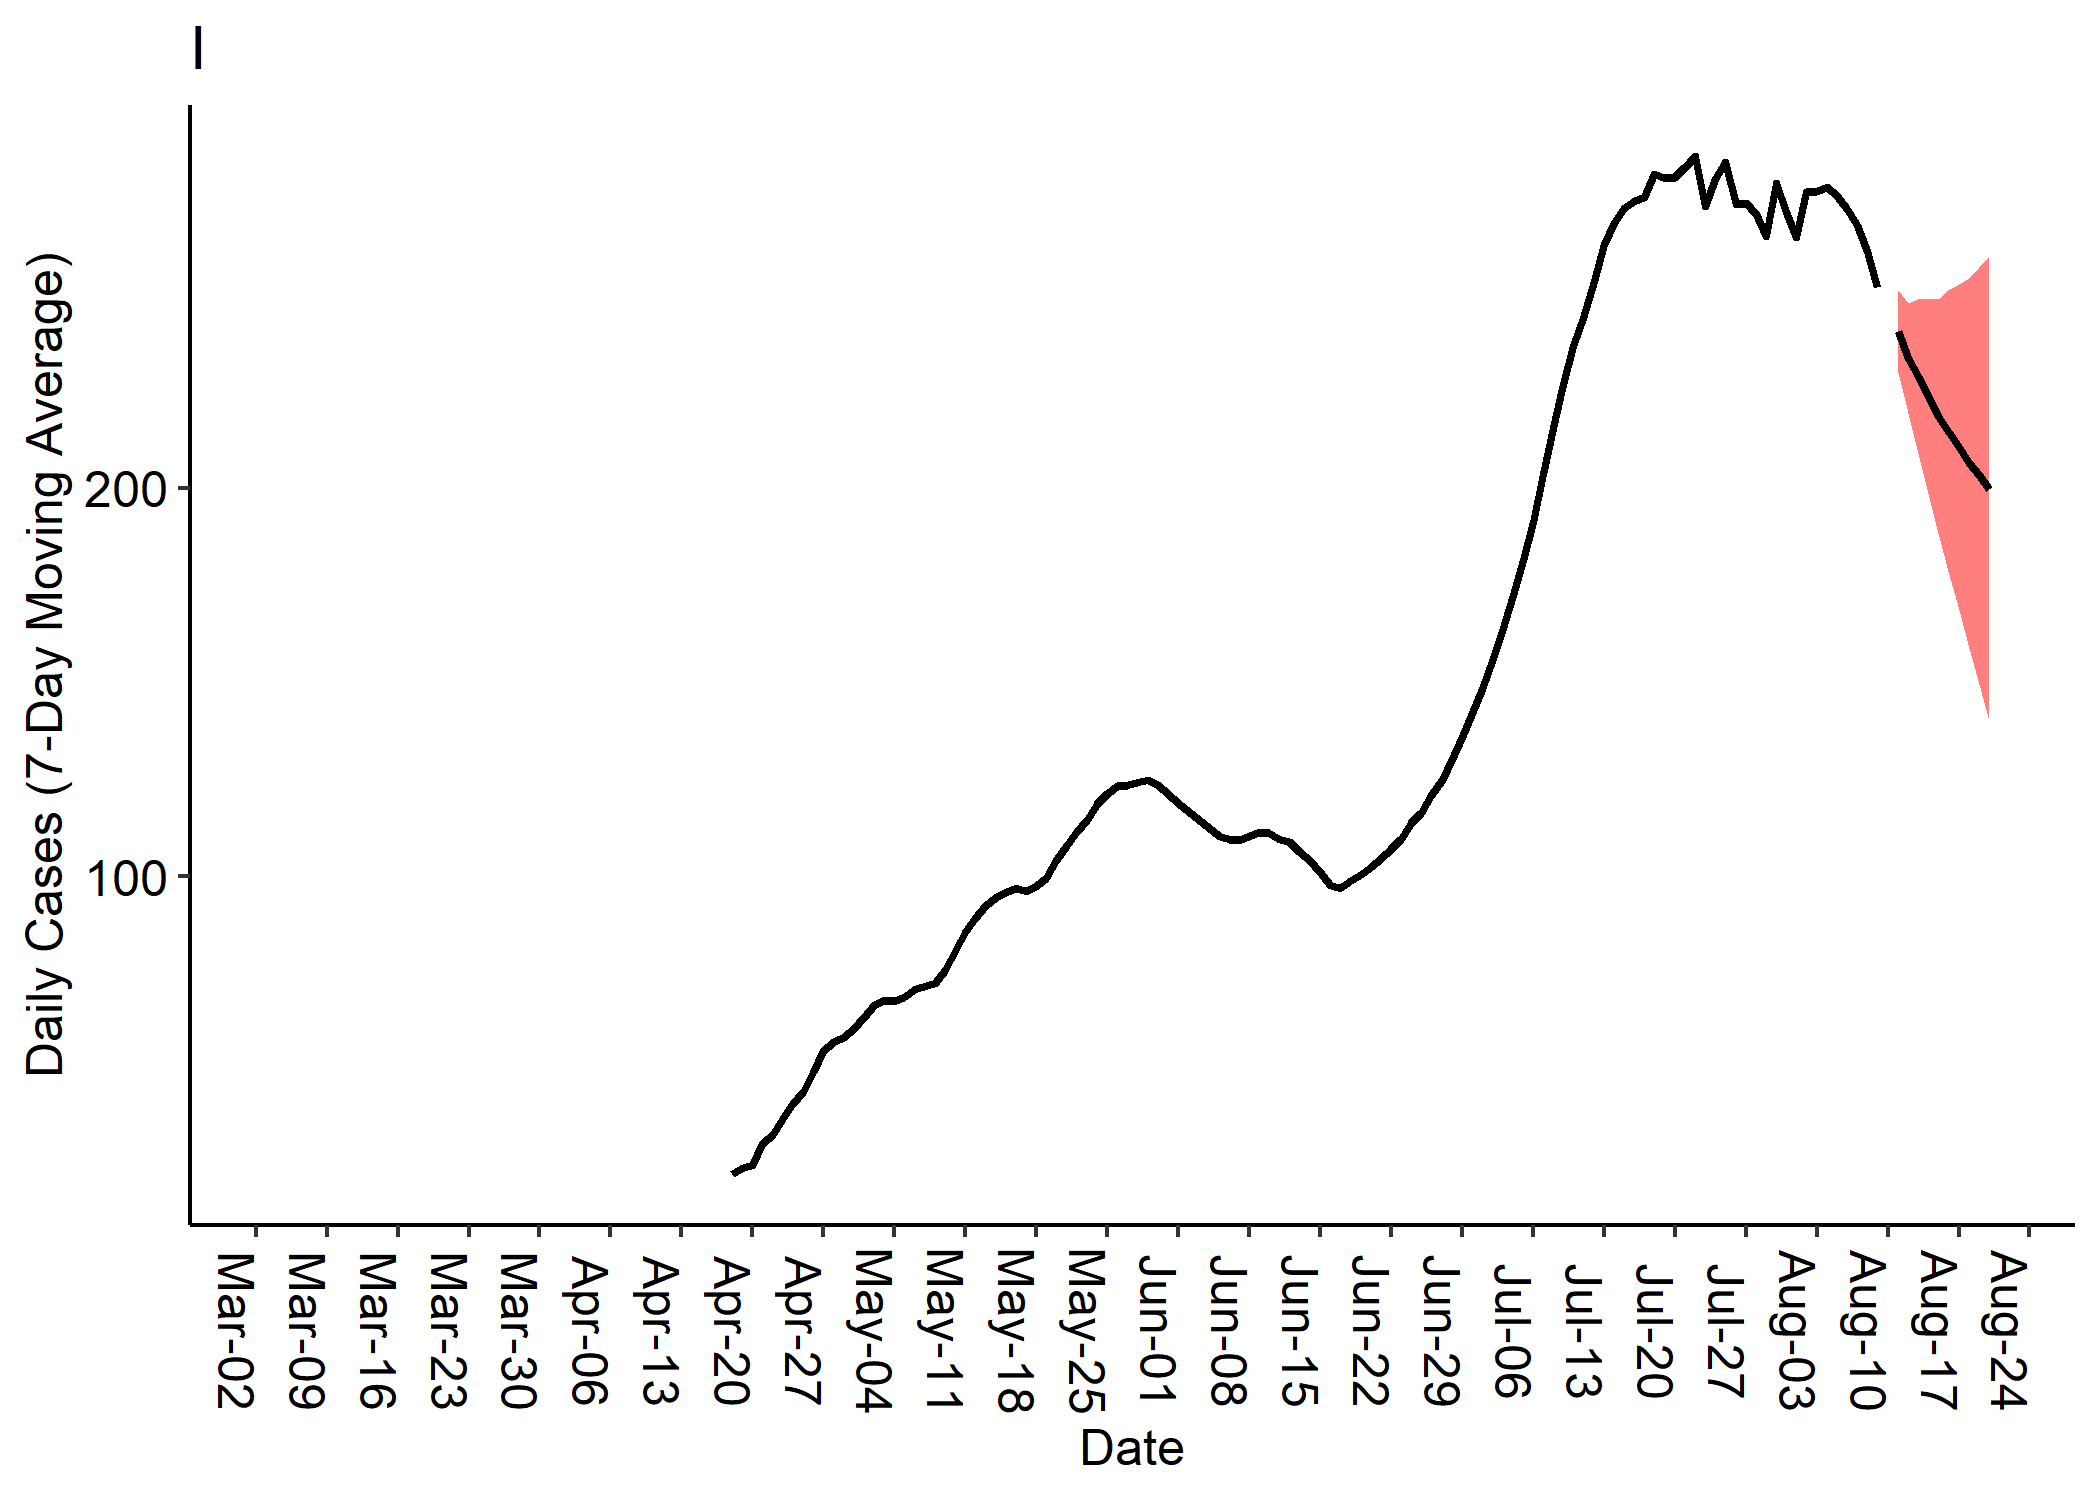 I
Daily Cases (7-Day Moving Average)
200
100
Mar-02
Mar-09
Mar-16
Mar-23
Mar-30
Apr-06
Apr-13
Apr-20
Apr-27
May-04
May-11
May-18
May-25
Jun-01
Jun-08
Jun-15
Jun-22
Jun-29
Jul-06
Jul-13
Jul-20
Jul-27
Aug-03
Aug-10
Aug-17
Aug-24
Date